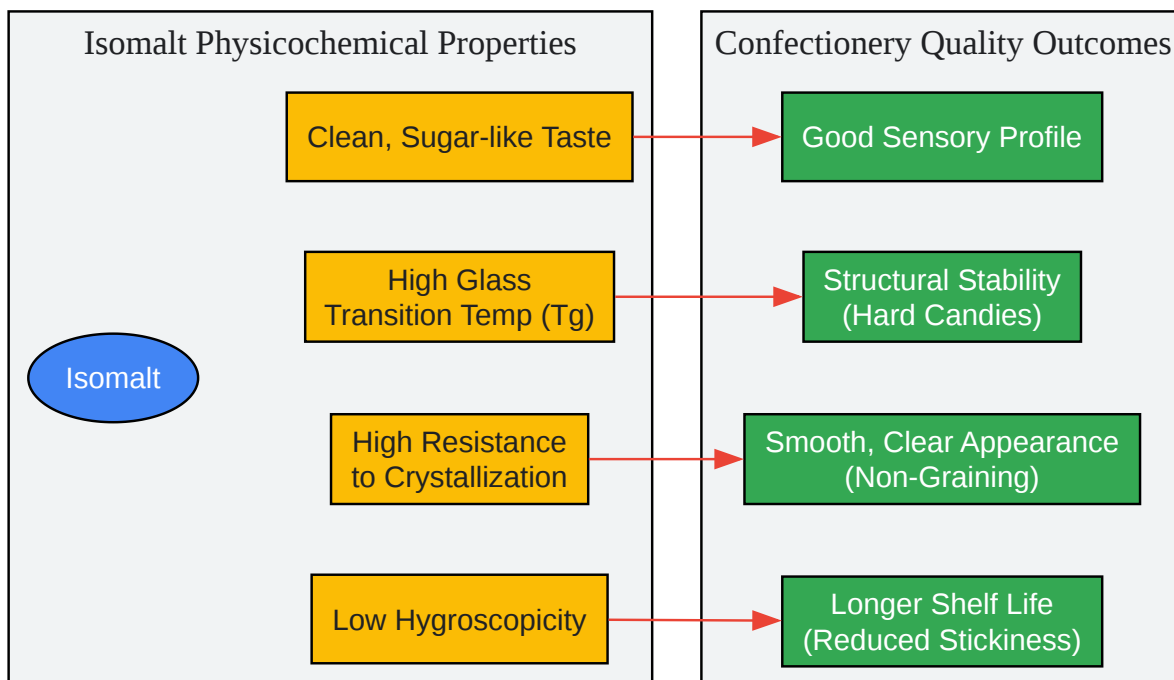 Isomalt Physicochemical Properties
Confectionery Quality Outcomes
Clean, Sugar-like Taste
Good Sensory Profile
High Glass
Transition Temp (Tg)
Structural Stability
(Hard Candies)
Isomalt
High Resistance
to Crystallization
Smooth, Clear Appearance
(Non-Graining)
Low Hygroscopicity
Longer Shelf Life
(Reduced Stickiness)